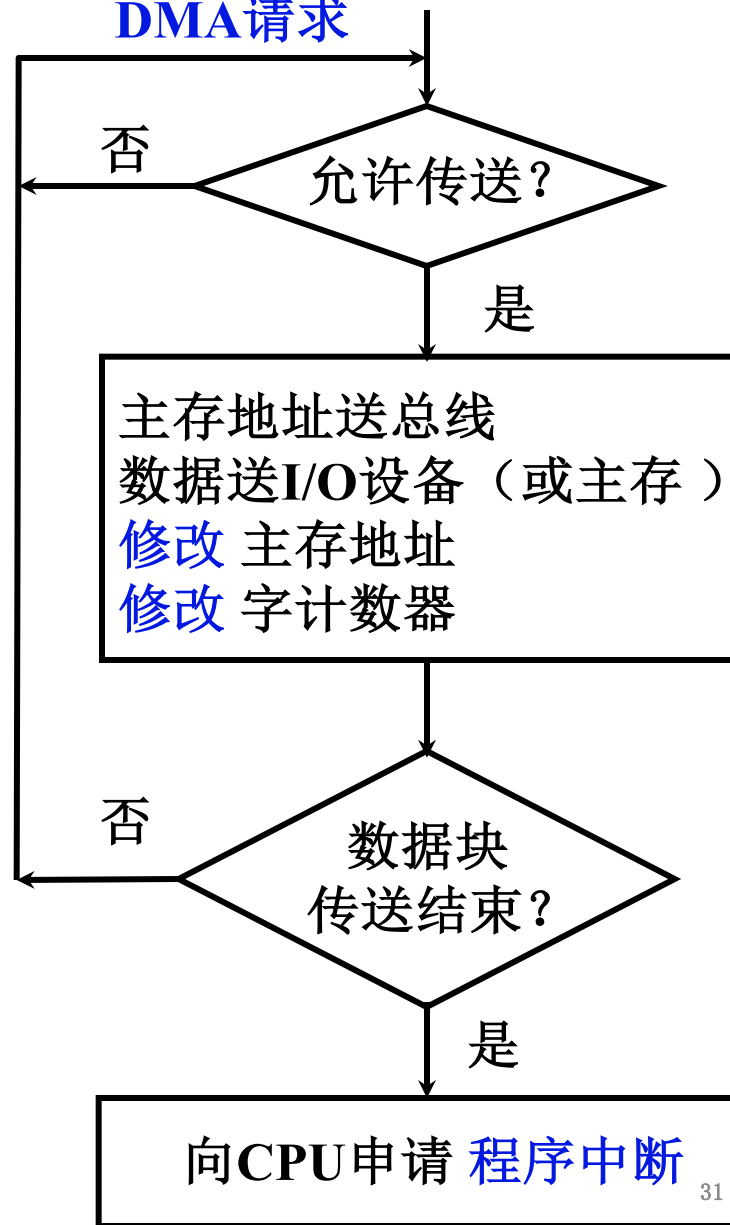 DMA请求
否
允许传送?
是
主存地址送总线
数据送I/O设备（或主存 ）
修改 主存地址
修改 字计数器
否
数据块
传送结束?
是
向CPU申请 程序中断
31